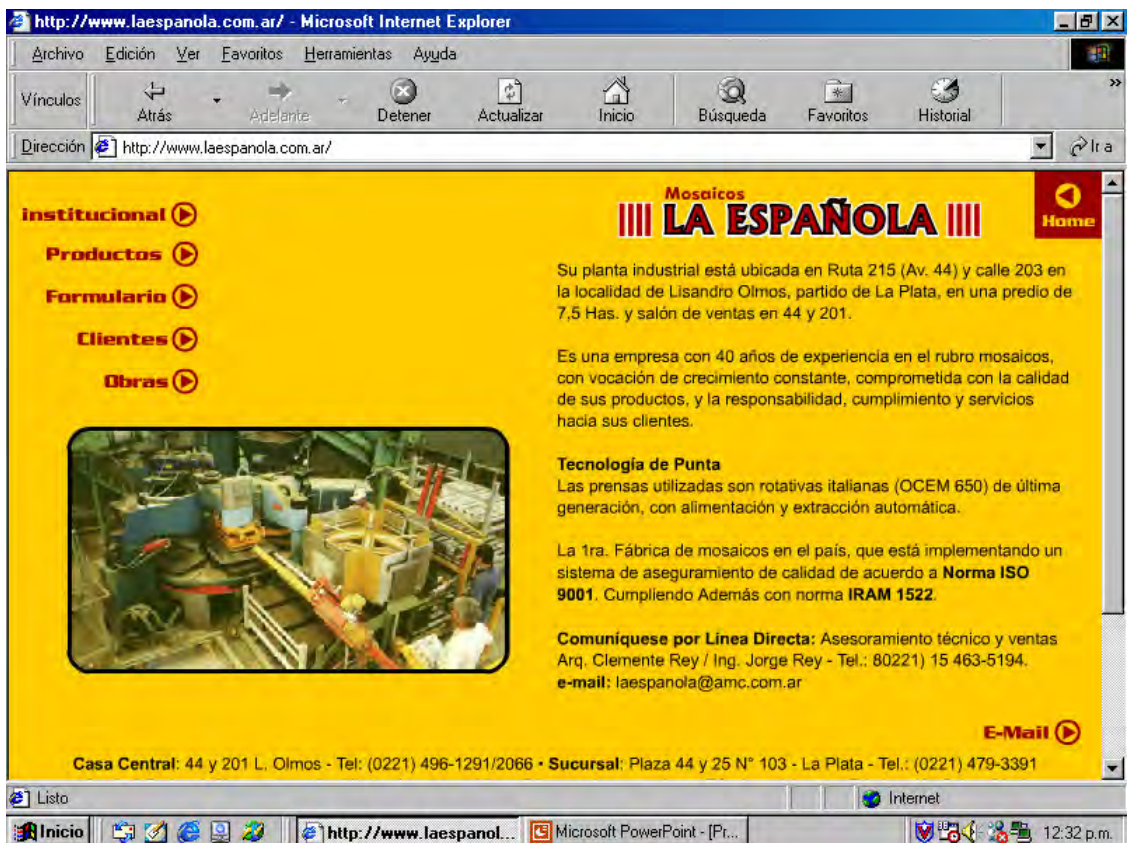 http://www.laespanola.com.ar/ - Microsoft Internet Explorer
Archivo Edición Ver Favoritos Herramientas Ayuda
Vínculos Atrás Adelante Detener Actualizar Inicio Búsqueda Favoritos Historial »
Dirección http://www.laespanola.com.ar/ Ir a
institucional
Productos
Formulario
Clientes
Obras
Mosaicos
LA ESPAÑOLA
Home
Su planta industrial está ubicada en Ruta 215 (Av. 44) y calle 203 en
la localidad de Lisandro Olmos, partido de La Plata, en una predio de
7,5 Has. y salón de ventas en 44 y 201.
Es una empresa con 40 años de experiencia en el rubro mosaicos,
con vocación de crecimiento constante, comprometida con la calidad
de sus productos, y la responsabilidad, cumplimiento y servicios
hacia sus clientes.
Tecnología de Punta
Las prensas utilizadas son rotativas italianas (OCEM 650) de última
generación, con alimentación y extracción automática.
La 1ra. Fábrica de mosaicos en el país, que está implementando un
sistema de aseguramiento de calidad de acuerdo a Norma ISO
9001. Cumpliendo Además con norma IRAM 1522.
Comuníquese por Linea Directa: Asesoramiento técnico y ventas
Arq. Clemente Rey / Ing. Jorge Rey - Tel.: 80221) 15 463-5194.
e-mail: laespanola@amc.com.ar
E-Mail
Casa Central: 44 y 201 L. Olmos - Tel: (0221) 496-1291/2066 • Sucursal: Plaza 44 y 25 N° 103 - La Plata - Tel.: (0221) 479-3391
Listo Internet
Inicio http://www.laespanol... Microsoft PowerPoint - [Pr... 12:32 p.m.